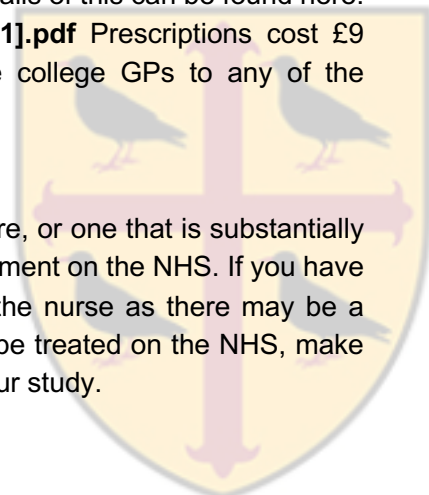 ails of this can be found here:
1].pdf Prescriptions cost £9
e college GPs to any of the
re, or one that is substantially
ment on the NHS. If you have
the nurse as there may be a
be treated on the NHS, make
ur study.